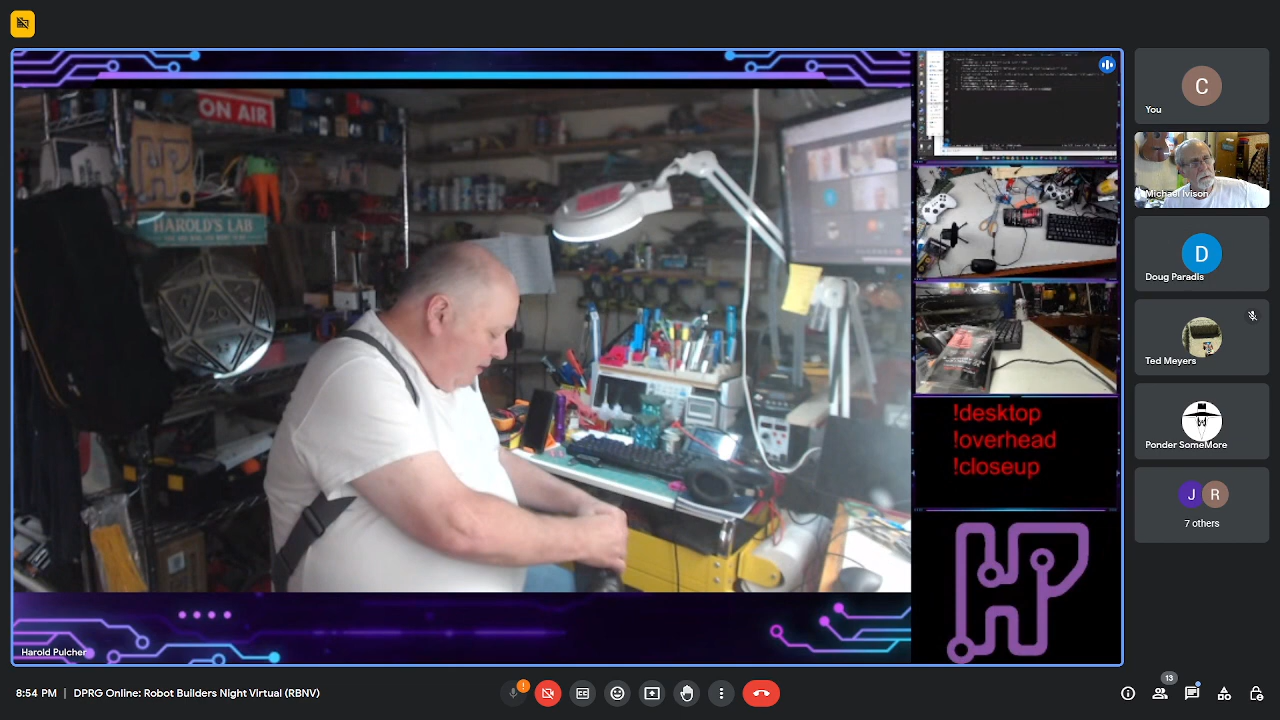 ON AIR
HAROLD'S LAB
!desktop
!overhead
!closeup
HP
Harold Pulcher
C
You
Michael Ivison
D
Doug Paradis
Ted Meyers
Ponder SomeMore
J R
7 others
8:54 PM | DPRG Online: Robot Builders Night Virtual (RBNV)
13